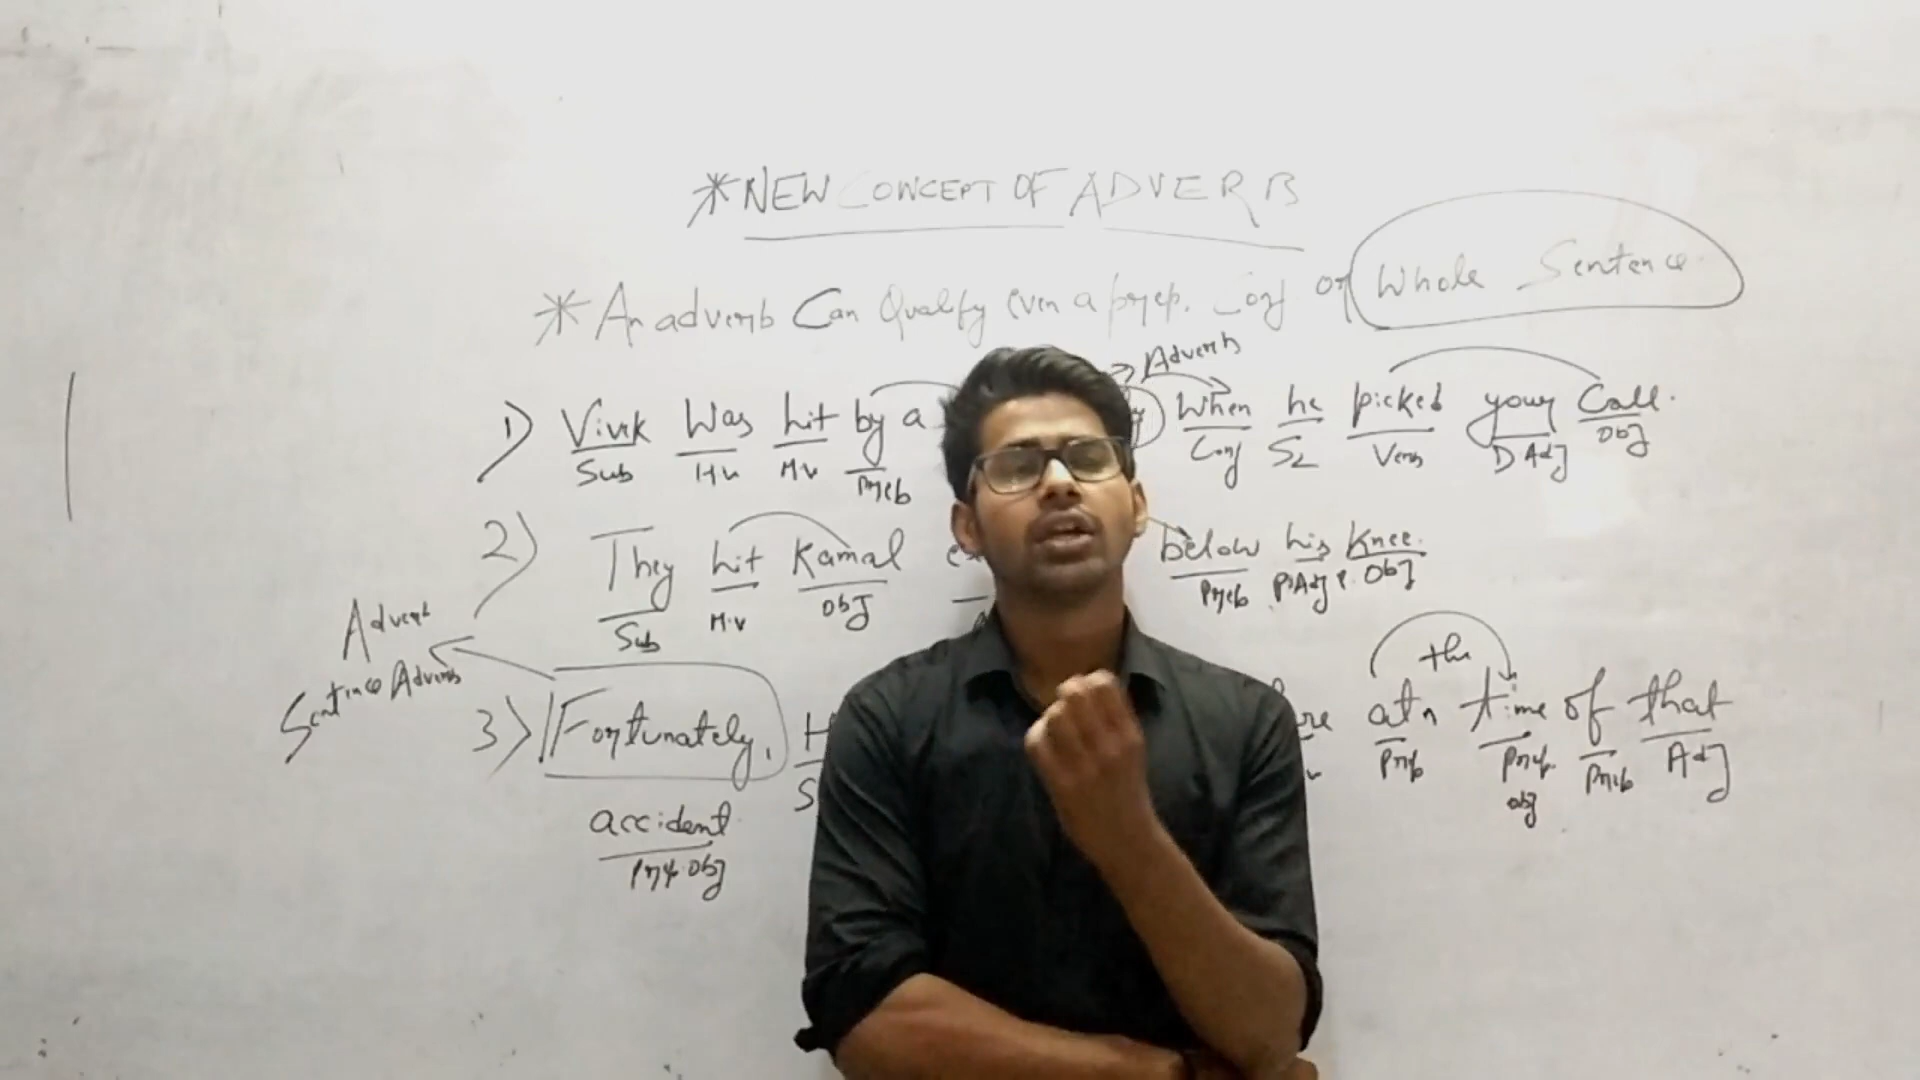 *NEW CONCEPT OF ADVERB
* An adverb Can Qualify even a prep. Conj or Whole Sentence.
Adverb
1) Vivek Was hit by a When he picked your Call.
Sub H.v M.v Prep Conj S2 Verb D Adj Obj
2) They hit Kamal below his Knee.
Sub M.v Obj Prep P.Adj P. Obj
Adverb
Sentence Adverb
the
3) Fortunately, at time of that
Prep Prep. obj Prep Adj
accident
Prep. Obj